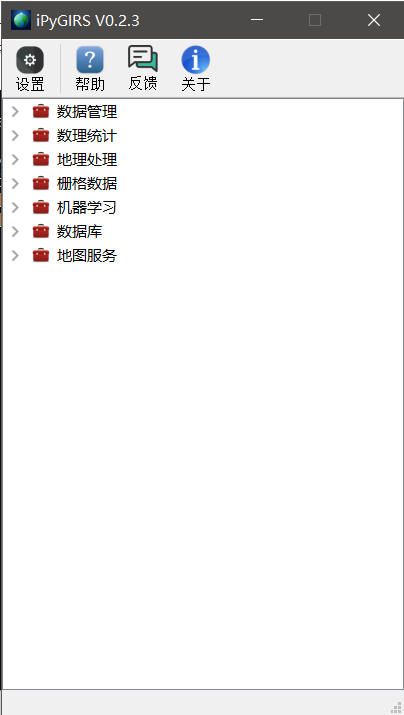 iPyGIRS V0.2.3
设置 帮助 反馈 关于
数据管理
数理统计
地理处理
栅格数据
机器学习
数据库
地图服务